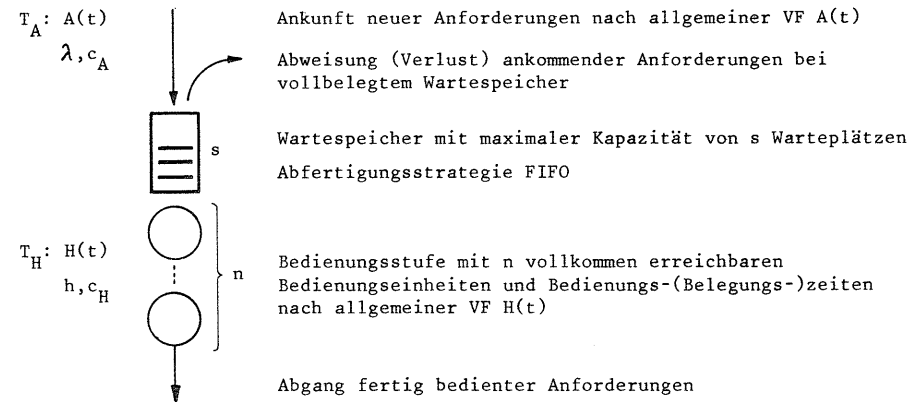 T_A: A(t) Ankunft neuer Anforderungen nach allgemeiner VF A(t)
λ,c_A
Abweisung (Verlust) ankommender Anforderungen bei
vollbelegtem Wartespeicher
s
Wartespeicher mit maximaler Kapazität von s Warteplätzen
Abfertigungsstrategie FIFO
T_H: H(t)
h,c_H
n
Bedienungsstufe mit n vollkommen erreichbaren
Bedienungseinheiten und Bedienungs-(Belegungs-)zeiten
nach allgemeiner VF H(t)
Abgang fertig bedienter Anforderungen